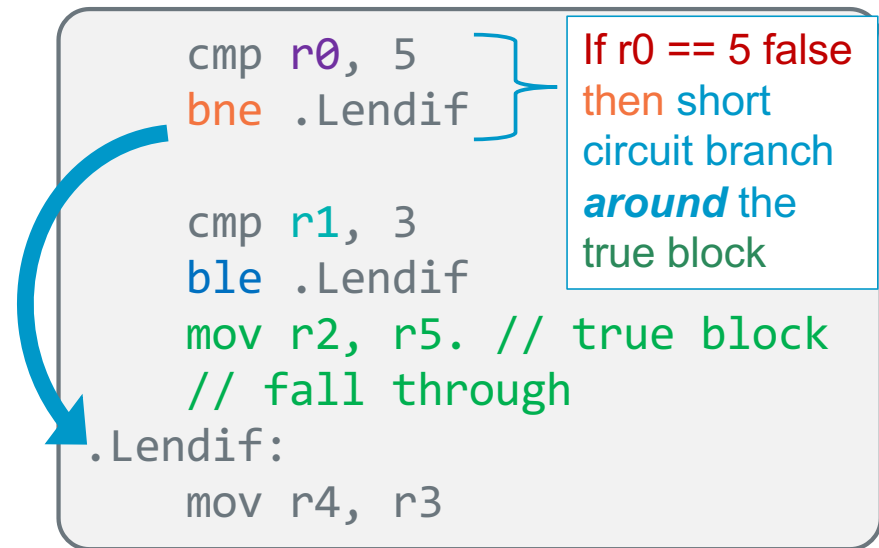 cmp r0, 5
bne .Lendif
cmp r1, 3
ble .Lendif
mov r2, r5. // true block
// fall through
.Lendif:
mov r4, r3
If r0 == 5 false
then short
circuit branch
around the
true block